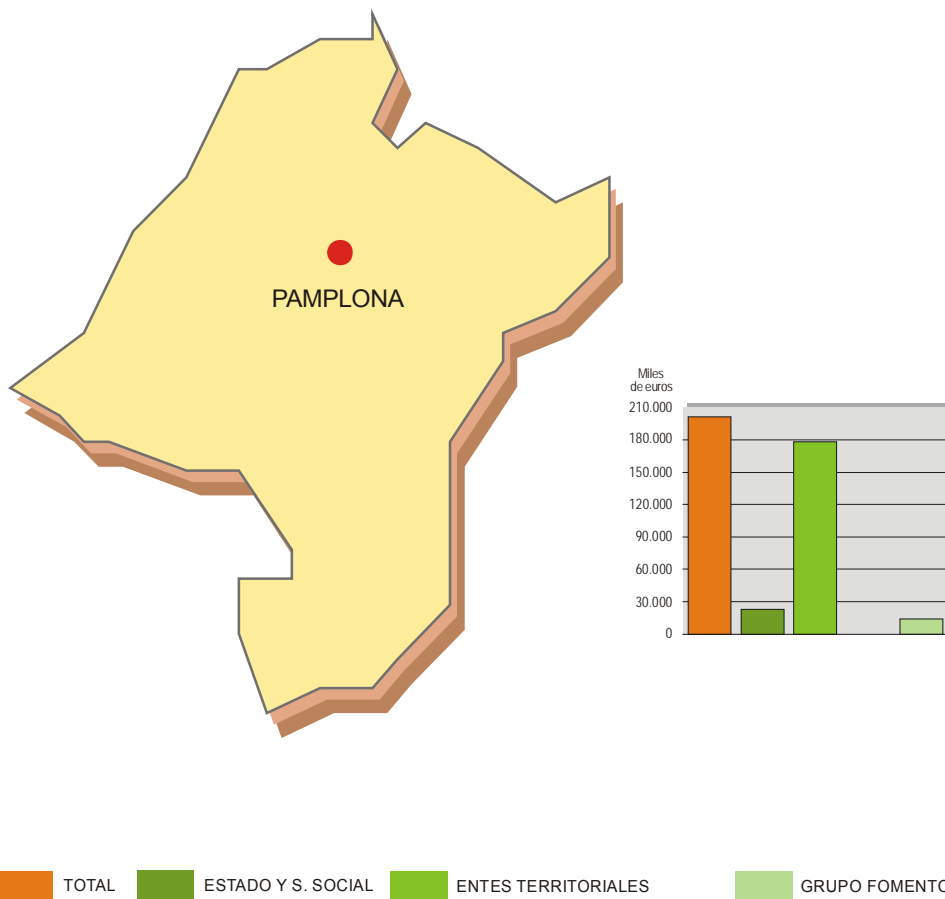 PAMPLONA
Miles
de euros
210.000
180.000
150.000
120.000
90.000
60.000
30.000
0
TOTAL ESTADO Y S. SOCIAL ENTES TERRITORIALES GRUPO FOMENTO